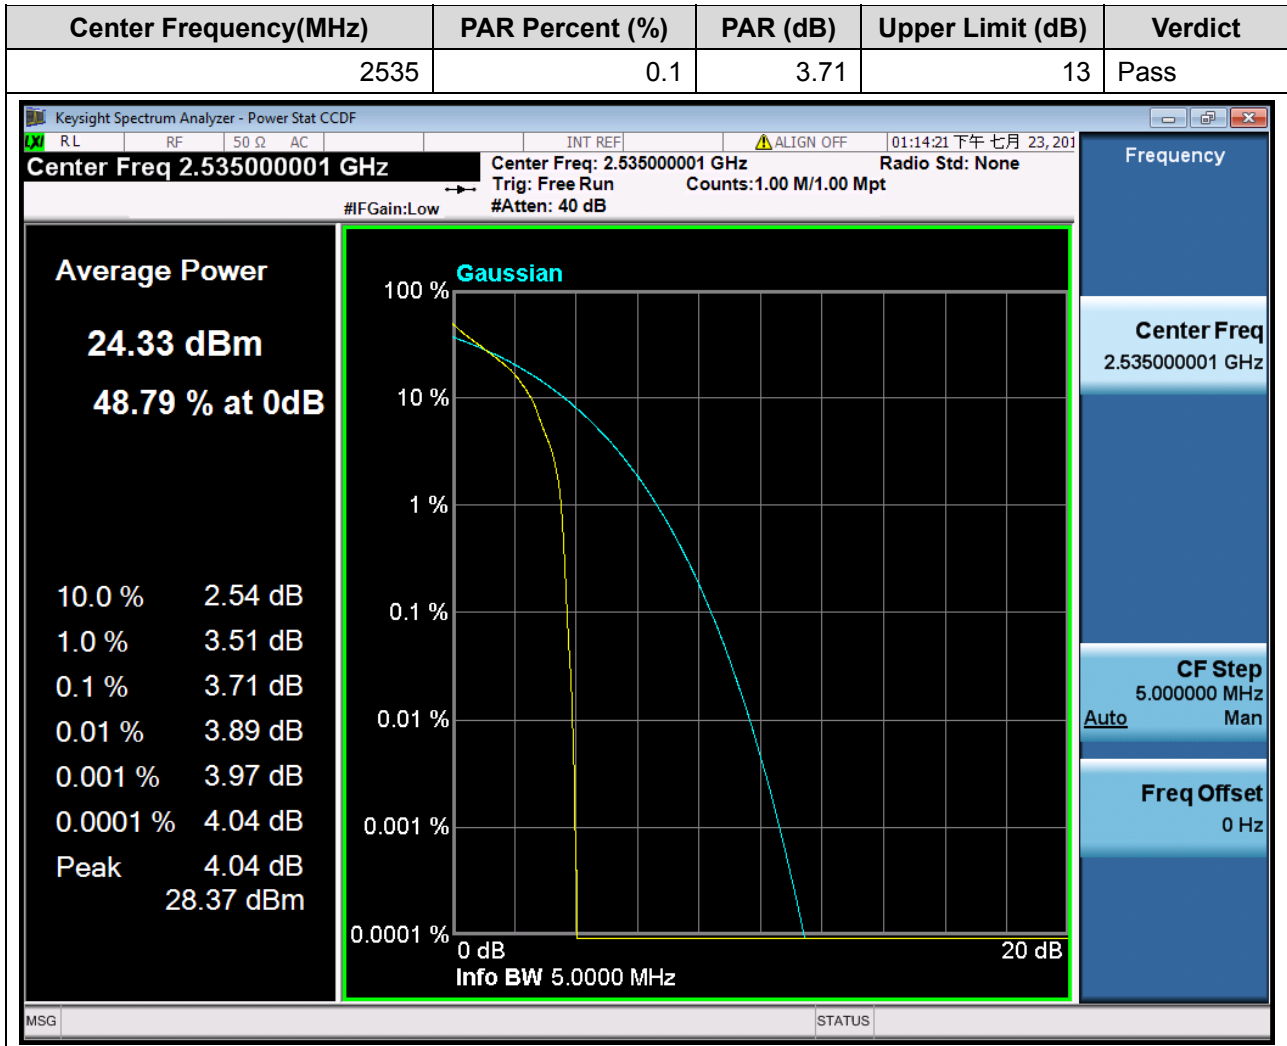 Center Frequency(MHz) PAR Percent (%) PAR (dB) Upper Limit (dB) Verdict
2535 0.1 3.71 13 Pass
Keysight Spectrum Analyzer - Power Stat CCDF
LXI RL RF 50 Ω AC INT REF ALIGN OFF 01:14:21 下午 七月 23, 201
Center Freq 2.535000001 GHz
Center Freq: 2.535000001 GHz Radio Std: None
Trig: Free Run Counts:1.00 M/1.00 Mpt
#IFGain:Low #Atten: 40 dB
Frequency
Average Power
24.33 dBm
48.79 % at 0dB
10.0 % 2.54 dB
1.0 % 3.51 dB
0.1 % 3.71 dB
0.01 % 3.89 dB
0.001 % 3.97 dB
0.0001 % 4.04 dB
Peak 4.04 dB
28.37 dBm
Gaussian
100 %
10 %
1 %
0.1 %
0.01 %
0.001 %
0.0001 %
0 dB 20 dB
Info BW 5.0000 MHz
Center Freq
2.535000001 GHz
CF Step
5.000000 MHz
Auto Man
Freq Offset
0 Hz
MSG STATUS